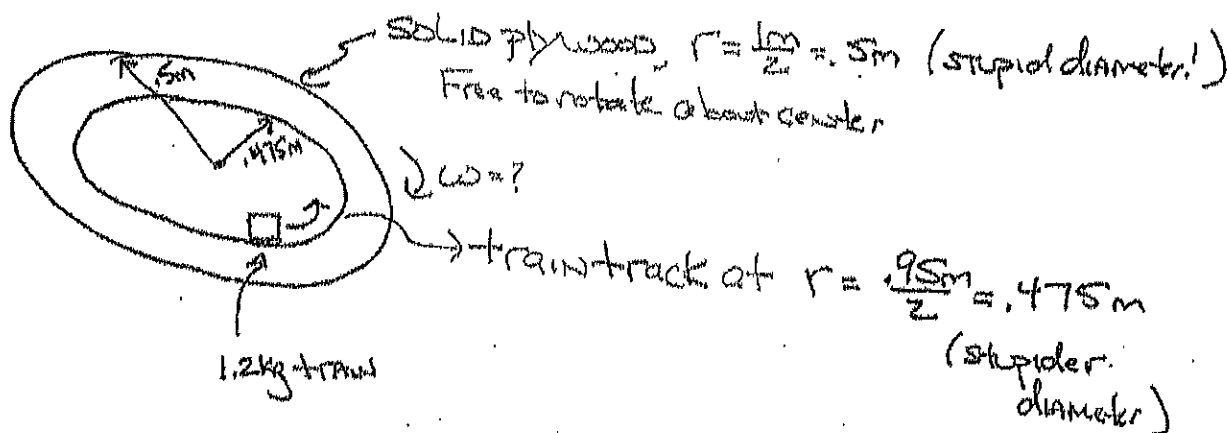 SOLID plywood, r = 1m/2 = .5m (stupid diameter!)
Free to rotate about center
.5m
.475m
ω = ?
train track at r = .95m/2 = .475m
(stupider
diameter)
1.2kg train